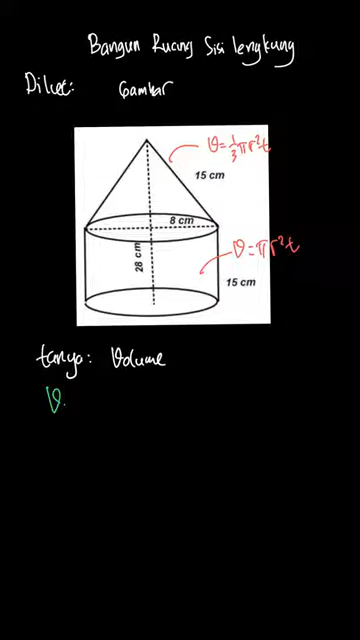 Bangun Ruang Sisi Lengkung
Diket: Gambar
V = 1/3 πr²t
15 cm
8 cm
28 cm
V = πr²t
15 cm
tanya: Volume
V.